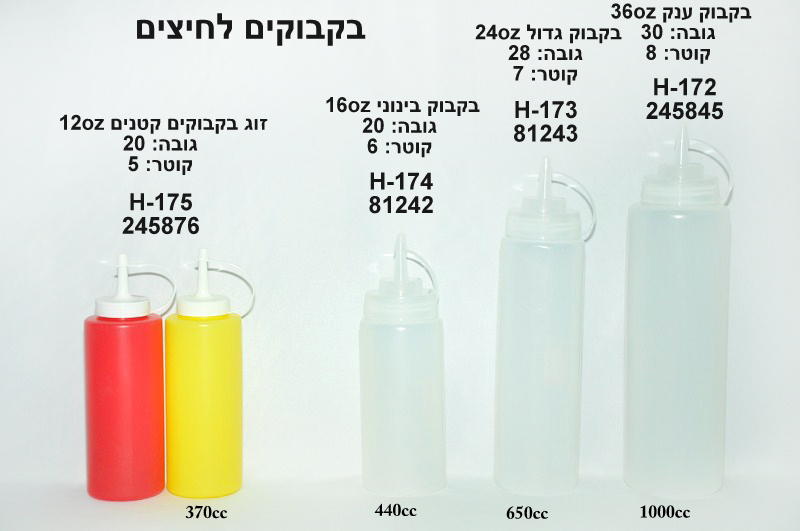 בקבוקים לחיצים
בקבוק ענק 36oz
גובה: 30
קוטר: 8
H-172
245845
בקבוק גדול 24oz
גובה: 28
קוטר: 7
H-173
81243
בקבוק בינוני 16oz
גובה: 20
קוטר: 6
H-174
81242
זוג בקבוקים קטנים 12oz
גובה: 20
קוטר: 5
H-175
245876
370cc
440cc
650cc
1000cc